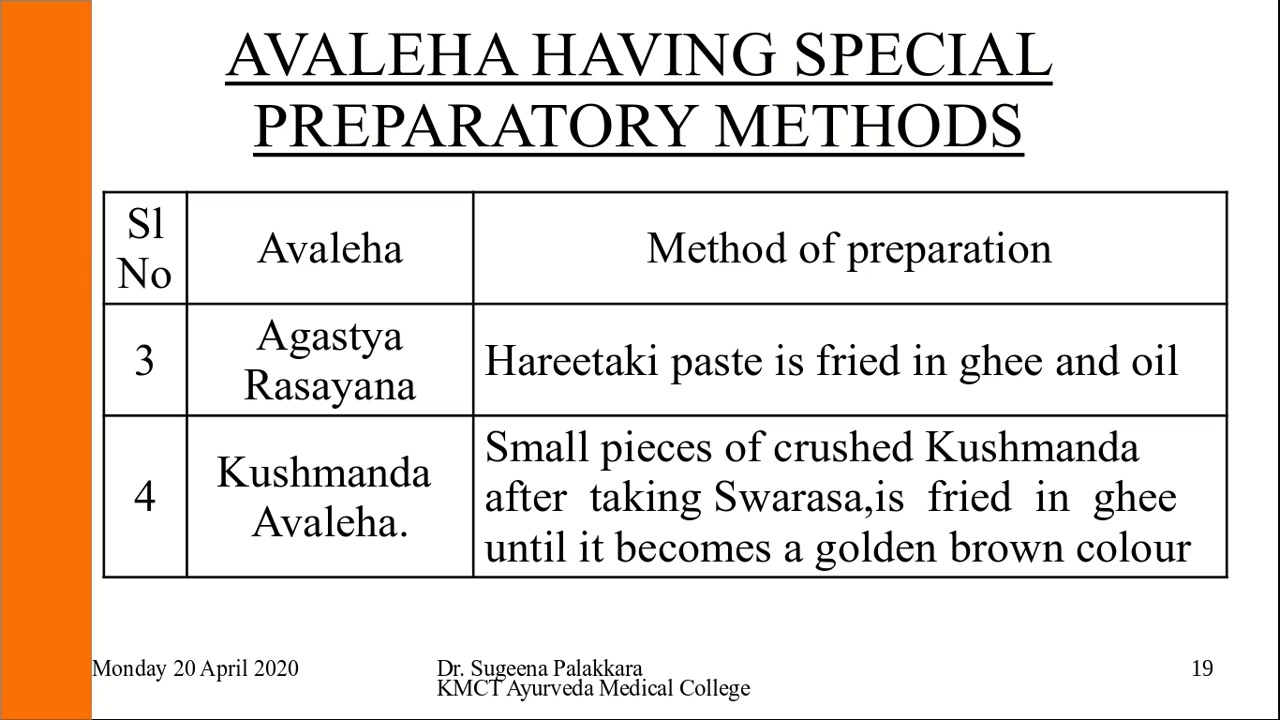 AVALEHA HAVING SPECIAL
PREPARATORY METHODS
Sl
No
Avaleha
Method of preparation
3
Agastya
Rasayana
Hareetaki paste is fried in ghee and oil
4
Kushmanda
Avaleha.
Small pieces of crushed Kushmanda
after taking Swarasa,is fried in ghee
until it becomes a golden brown colour
Monday 20 April 2020
Dr. Sugeena Palakkara
KMCT Ayurveda Medical College
19